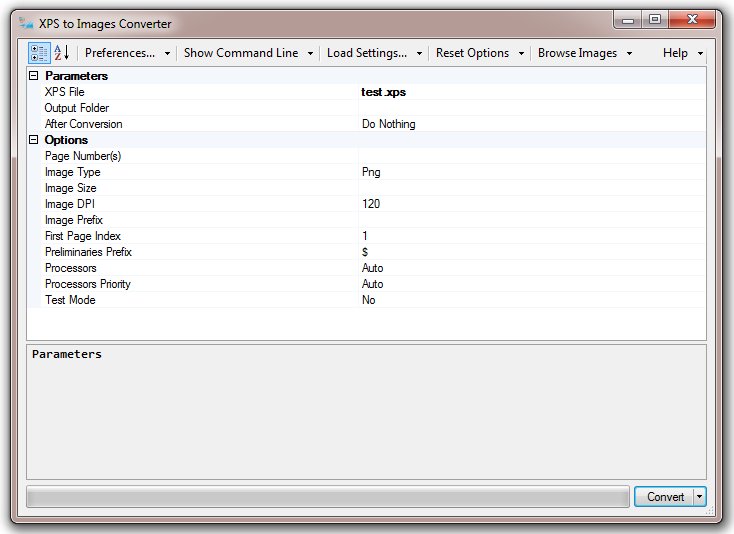 XPS to Images Converter
Preferences... Show Command Line Load Settings... Reset Options Browse Images Help
Parameters
XPS File test.xps
Output Folder
After Conversion Do Nothing
Options
Page Number(s)
Image Type Png
Image Size
Image DPI 120
Image Prefix
First Page Index 1
Preliminaries Prefix $
Processors Auto
Processors Priority Auto
Test Mode No
Parameters
Convert